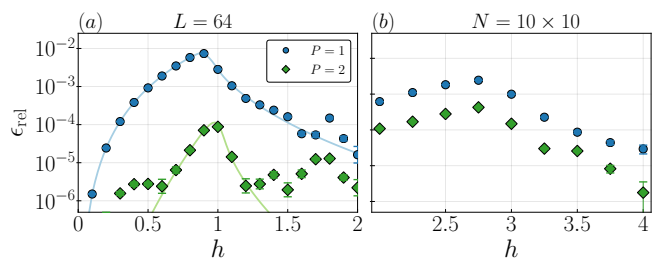 (a) L = 64
(b) N = 10 × 10
10⁻²
10⁻³
10⁻⁴
10⁻⁵
10⁻⁶
ϵrel
P = 1
P = 2
0 0.5 1 1.5 2
2.5 3 3.5 4
h
h